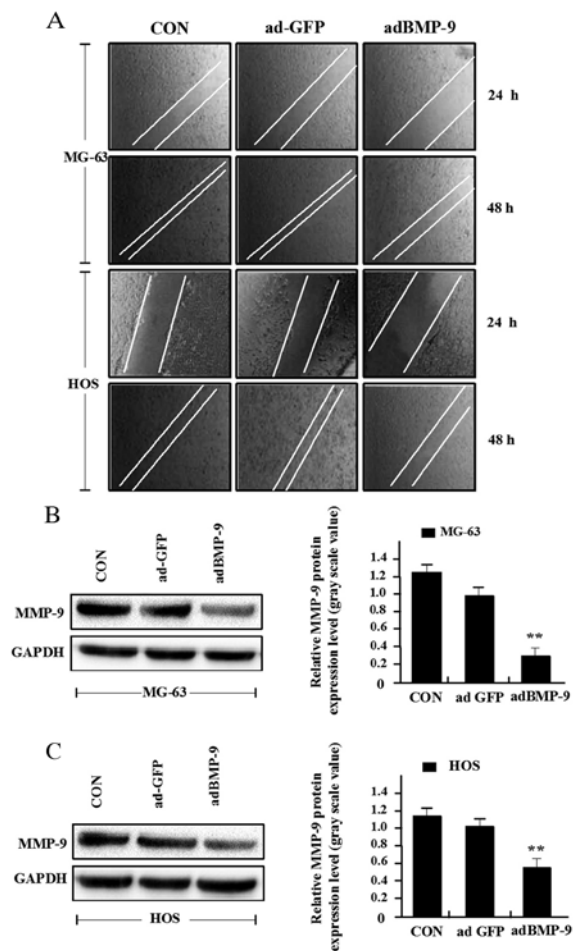 A
CON
ad-GFP
adBMP-9
24 h
MG-63
48 h
24 h
HOS
48 h
B
CON
ad-GFP
adBMP-9
MMP-9
GAPDH
MG-63
Relative MMP-9 protein
expression level (gray scale value)
MG-63
1.4
1.2
1.0
0.8
0.6
0.4
0.2
0
**
CON
ad GFP
adBMP-9
C
CON
ad-GFP
adBMP-9
MMP-9
GAPDH
HOS
Relative MMP-9 protein
expression level (gray scale value)
HOS
1.4
1.2
1.0
0.8
0.6
0.4
0.2
0
**
CON
ad GFP
adBMP-9